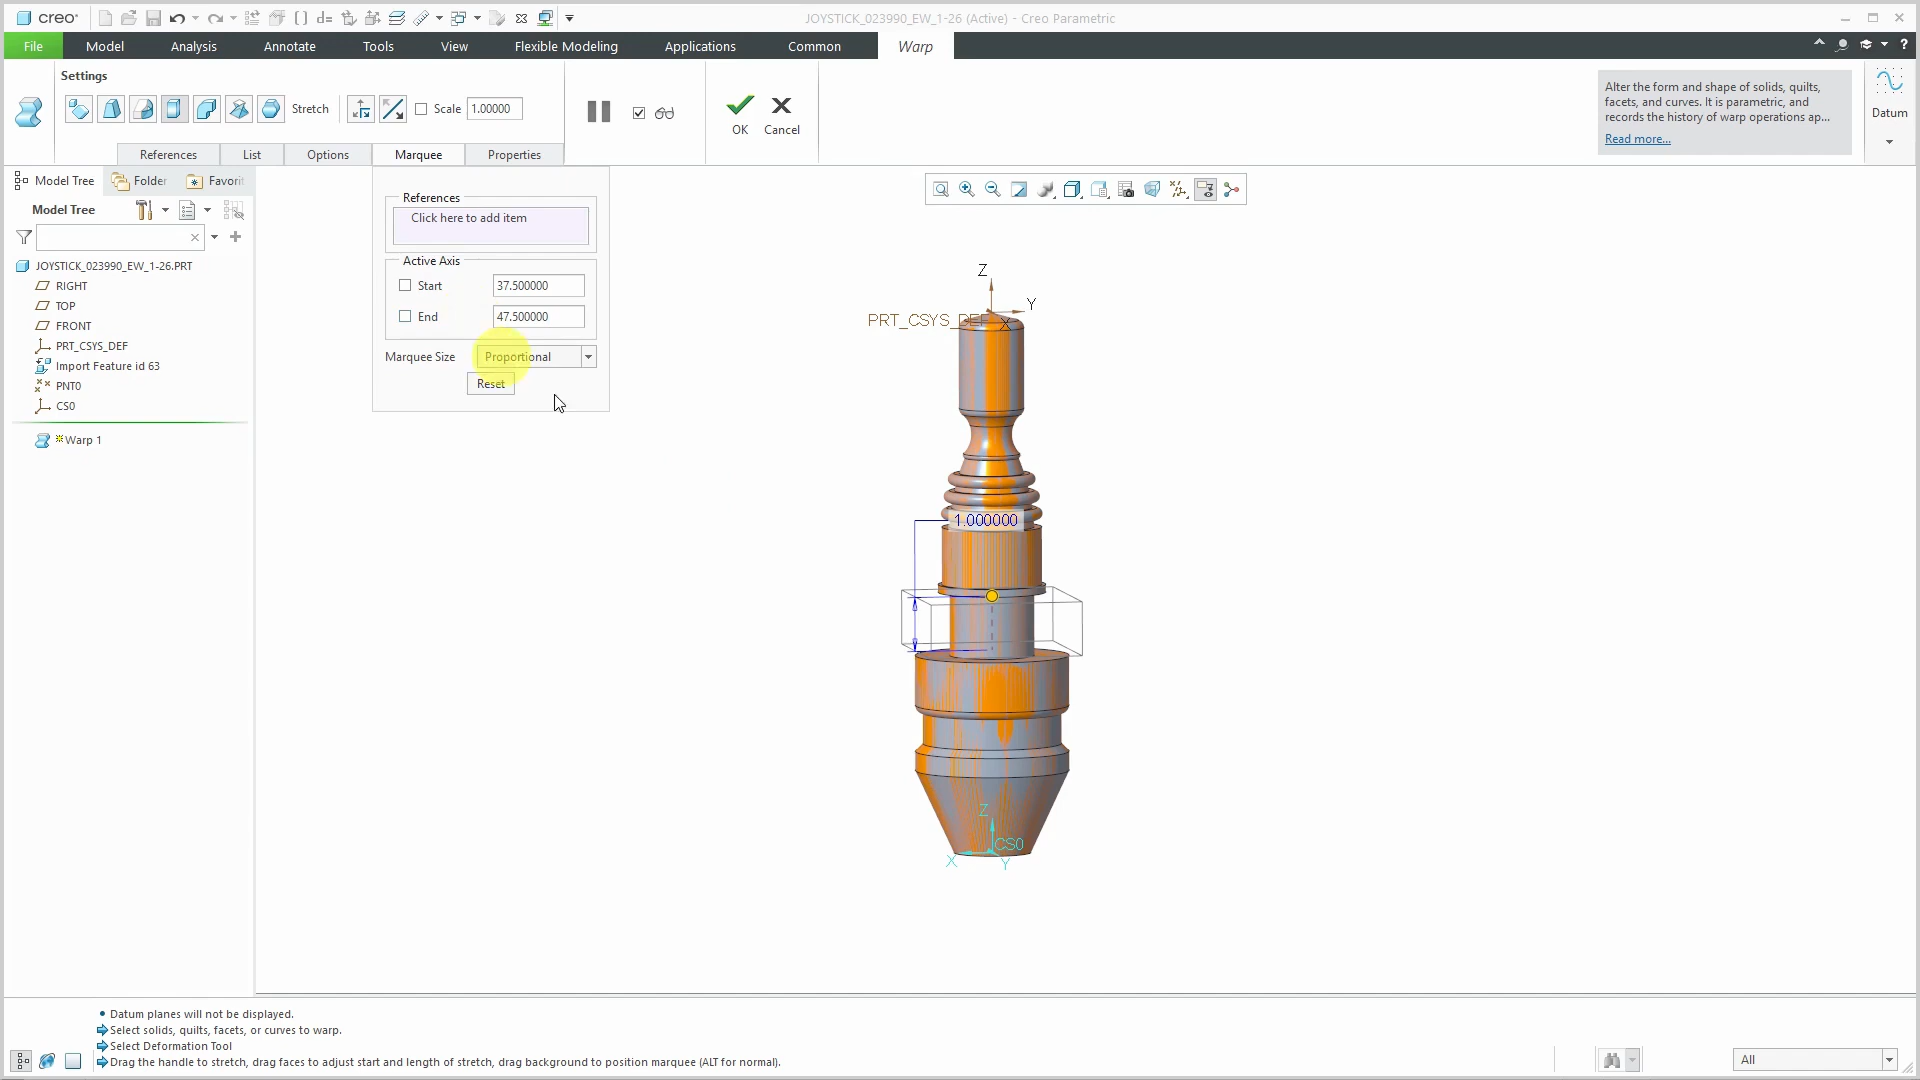 creo
JOYSTICK_023990_EW_1-26 (Active) - Creo Parametric
File
Model
Analysis
Annotate
Tools
View
Flexible Modeling
Applications
Common
Warp
?
Settings
Stretch
Scale
1.00000
OK
Cancel
Alter the form and shape of solids, quilts,
facets, and curves. It is parametric, and
records the history of warp operations ap...
Read more...
Datum
References
List
Options
Marquee
Properties
Model Tree
Folder
Favorit
Model Tree
JOYSTICK_023990_EW_1-26.PRT
RIGHT
TOP
FRONT
PRT_CSYS_DEF
Import Feature id 63
PNT0
CS0
Warp 1
References
Click here to add item
Active Axis
Start
37.500000
End
47.500000
Marquee Size
Proportional
Reset
Z
Y
PRT_CSYS_DEF
X
1.000000
Z
CS0
X
Y
Datum planes will not be displayed.
Select solids, quilts, facets, or curves to warp.
Select Deformation Tool
Drag the handle to stretch, drag faces to adjust start and length of stretch, drag background to position marquee (ALT for normal).
All